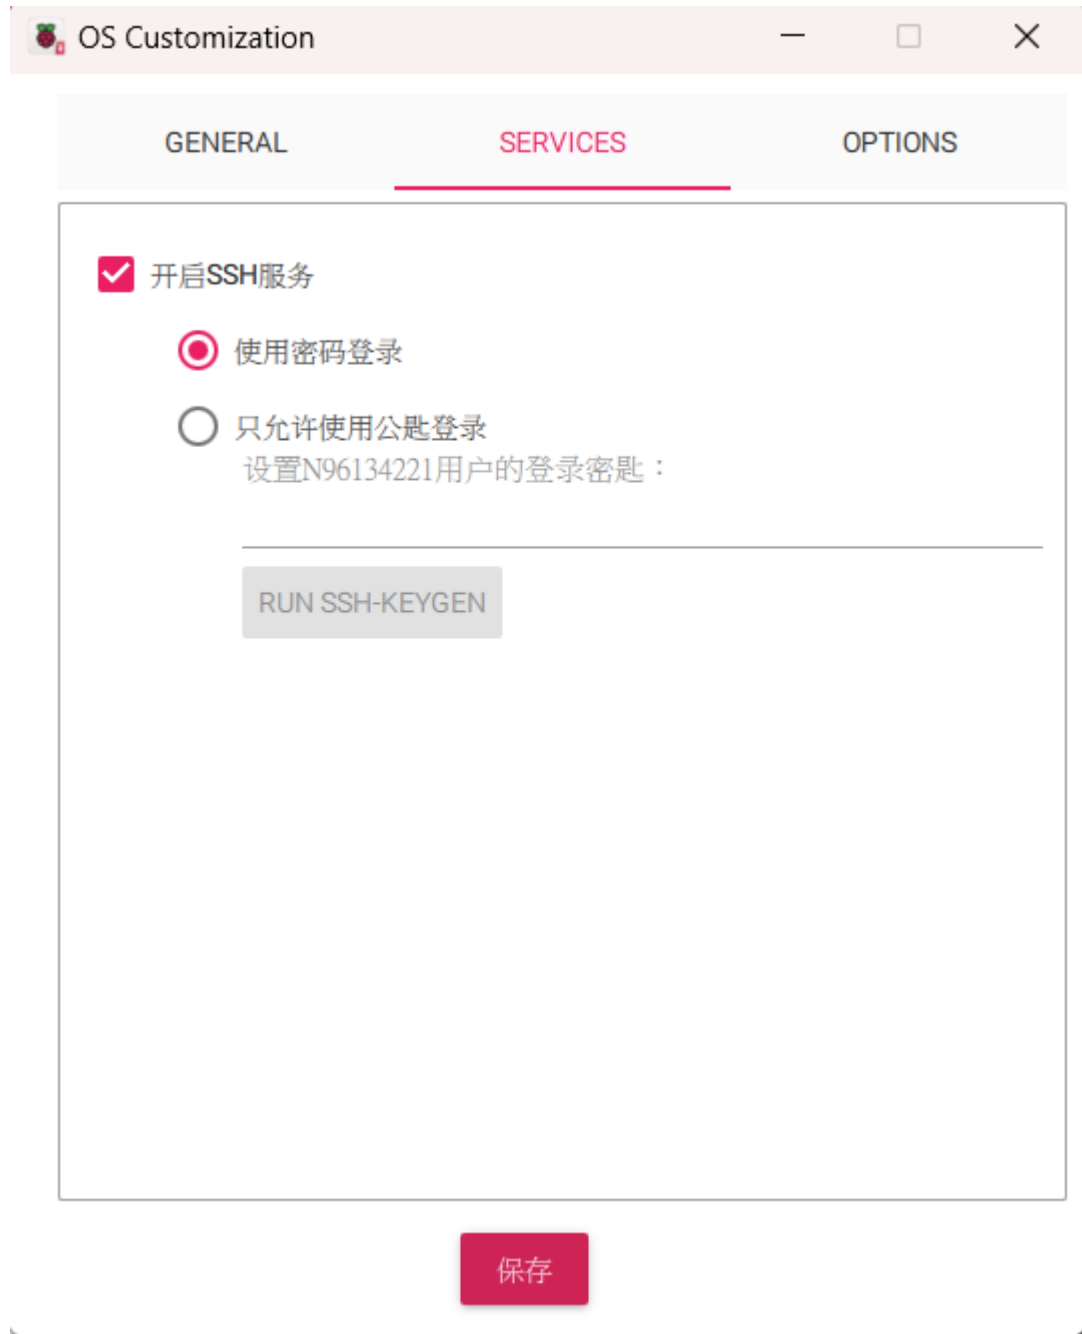 OS Customization
GENERAL
SERVICES
OPTIONS
开启SSH服务
使用密码登录
只允许使用公匙登录
设置N96134221用户的登录密匙：
RUN SSH-KEYGEN
保存